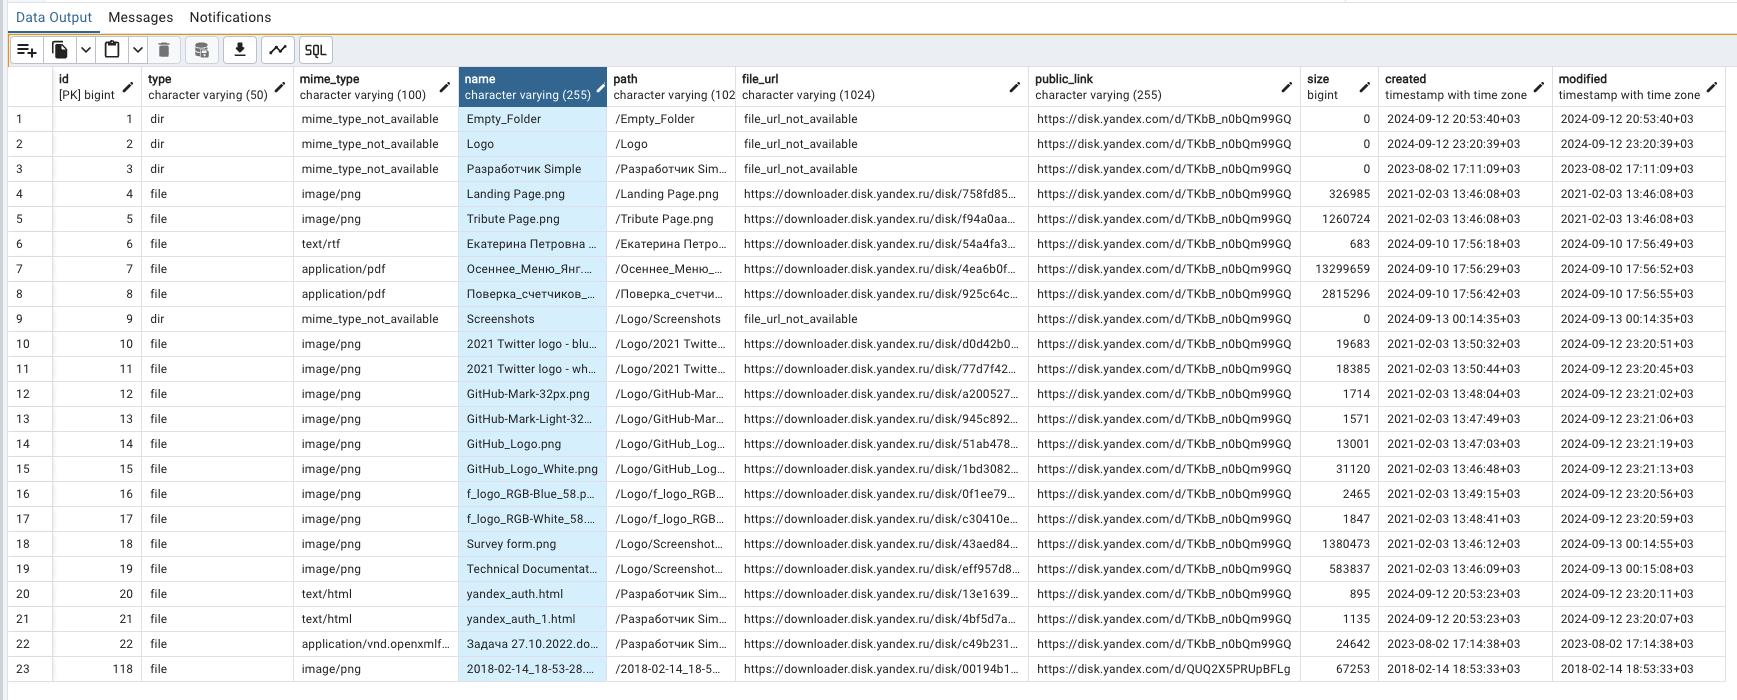 Data Output Messages Notifications
SQL
id type mime_type name path file_url public_link size created modified
[PK] bigint character varying (50) character varying (100) character varying (255) character varying (102 character varying (1024) character varying (255) bigint timestamp with time zone timestamp with time zone
1 1 dir mime_type_not_available Empty_Folder /Empty_Folder file_url_not_available https://disk.yandex.com/d/TKbB_n0bQm99GQ 0 2024-09-12 20:53:40+03 2024-09-12 20:53:40+03
2 2 dir mime_type_not_available Logo /Logo file_url_not_available https://disk.yandex.com/d/TKbB_n0bQm99GQ 0 2024-09-12 23:20:39+03 2024-09-12 23:20:39+03
3 3 dir mime_type_not_available Разработчик Simple /Разработчик Sim... file_url_not_available https://disk.yandex.com/d/TKbB_n0bQm99GQ 0 2023-08-02 17:11:09+03 2023-08-02 17:11:09+03
4 4 file image/png Landing Page.png /Landing Page.png https://downloader.disk.yandex.ru/disk/758fd85... https://disk.yandex.com/d/TKbB_n0bQm99GQ 326985 2021-02-03 13:46:08+03 2021-02-03 13:46:08+03
5 5 file image/png Tribute Page.png /Tribute Page.png https://downloader.disk.yandex.ru/disk/f94a0aa... https://disk.yandex.com/d/TKbB_n0bQm99GQ 1260724 2021-02-03 13:46:08+03 2021-02-03 13:46:08+03
6 6 file text/rtf Екатерина Петровна ... /Екатерина Петро... https://downloader.disk.yandex.ru/disk/54a4fa3... https://disk.yandex.com/d/TKbB_n0bQm99GQ 683 2024-09-10 17:56:18+03 2024-09-10 17:56:49+03
7 7 file application/pdf Осеннее_Меню_Янг.... /Осеннее_Меню_... https://downloader.disk.yandex.ru/disk/4ea6b0f... https://disk.yandex.com/d/TKbB_n0bQm99GQ 13299659 2024-09-10 17:56:29+03 2024-09-10 17:56:52+03
8 8 file application/pdf Поверка_счетчиков_... /Поверка_счетчи... https://downloader.disk.yandex.ru/disk/925c64c... https://disk.yandex.com/d/TKbB_n0bQm99GQ 2815296 2024-09-10 17:56:42+03 2024-09-10 17:56:55+03
9 9 dir mime_type_not_available Screenshots /Logo/Screenshots file_url_not_available https://disk.yandex.com/d/TKbB_n0bQm99GQ 0 2024-09-13 00:14:35+03 2024-09-13 00:14:35+03
10 10 file image/png 2021 Twitter logo - blu... /Logo/2021 Twitte... https://downloader.disk.yandex.ru/disk/d0d42b0... https://disk.yandex.com/d/TKbB_n0bQm99GQ 19683 2021-02-03 13:50:32+03 2024-09-12 23:20:51+03
11 11 file image/png 2021 Twitter logo - wh... /Logo/2021 Twitte... https://downloader.disk.yandex.ru/disk/77d7f42... https://disk.yandex.com/d/TKbB_n0bQm99GQ 18385 2021-02-03 13:50:44+03 2024-09-12 23:20:45+03
12 12 file image/png GitHub-Mark-32px.png /Logo/GitHub-Mar... https://downloader.disk.yandex.ru/disk/a200527... https://disk.yandex.com/d/TKbB_n0bQm99GQ 1714 2021-02-03 13:48:04+03 2024-09-12 23:21:02+03
13 13 file image/png GitHub-Mark-Light-32... /Logo/GitHub-Mar... https://downloader.disk.yandex.ru/disk/945c892... https://disk.yandex.com/d/TKbB_n0bQm99GQ 1571 2021-02-03 13:47:49+03 2024-09-12 23:21:06+03
14 14 file image/png GitHub_Logo.png /Logo/GitHub_Log... https://downloader.disk.yandex.ru/disk/51ab478... https://disk.yandex.com/d/TKbB_n0bQm99GQ 13001 2021-02-03 13:47:03+03 2024-09-12 23:21:19+03
15 15 file image/png GitHub_Logo_White.png /Logo/GitHub_Log... https://downloader.disk.yandex.ru/disk/1bd3082... https://disk.yandex.com/d/TKbB_n0bQm99GQ 31120 2021-02-03 13:46:48+03 2024-09-12 23:21:13+03
16 16 file image/png f_logo_RGB-Blue_58.p... /Logo/f_logo_RGB... https://downloader.disk.yandex.ru/disk/0f1ee79... https://disk.yandex.com/d/TKbB_n0bQm99GQ 2465 2021-02-03 13:49:15+03 2024-09-12 23:20:56+03
17 17 file image/png f_logo_RGB-White_58.... /Logo/f_logo_RGB... https://downloader.disk.yandex.ru/disk/c30410e... https://disk.yandex.com/d/TKbB_n0bQm99GQ 1847 2021-02-03 13:48:41+03 2024-09-12 23:20:59+03
18 18 file image/png Survey form.png /Logo/Screenshot... https://downloader.disk.yandex.ru/disk/43aed84... https://disk.yandex.com/d/TKbB_n0bQm99GQ 1380473 2021-02-03 13:46:12+03 2024-09-13 00:14:55+03
19 19 file image/png Technical Documentat... /Logo/Screenshot... https://downloader.disk.yandex.ru/disk/eff957d8... https://disk.yandex.com/d/TKbB_n0bQm99GQ 583837 2021-02-03 13:46:09+03 2024-09-13 00:15:08+03
20 20 file text/html yandex_auth.html /Разработчик Sim... https://downloader.disk.yandex.ru/disk/13e1639... https://disk.yandex.com/d/TKbB_n0bQm99GQ 895 2024-09-12 20:53:23+03 2024-09-12 23:20:11+03
21 21 file text/html yandex_auth_1.html /Разработчик Sim... https://downloader.disk.yandex.ru/disk/4bf5d7a... https://disk.yandex.com/d/TKbB_n0bQm99GQ 1135 2024-09-12 20:53:23+03 2024-09-12 23:20:07+03
22 22 file application/vnd.openxmlf... Задача 27.10.2022.do... /Разработчик Sim... https://downloader.disk.yandex.ru/disk/c49b231... https://disk.yandex.com/d/TKbB_n0bQm99GQ 24642 2023-08-02 17:14:38+03 2023-08-02 17:14:38+03
23 118 file image/png 2018-02-14_18-53-28.... /2018-02-14_18-5... https://downloader.disk.yandex.ru/disk/00194b1... https://disk.yandex.com/d/QUQ2X5PRUpBFLg 67253 2018-02-14 18:53:33+03 2018-02-14 18:53:33+03